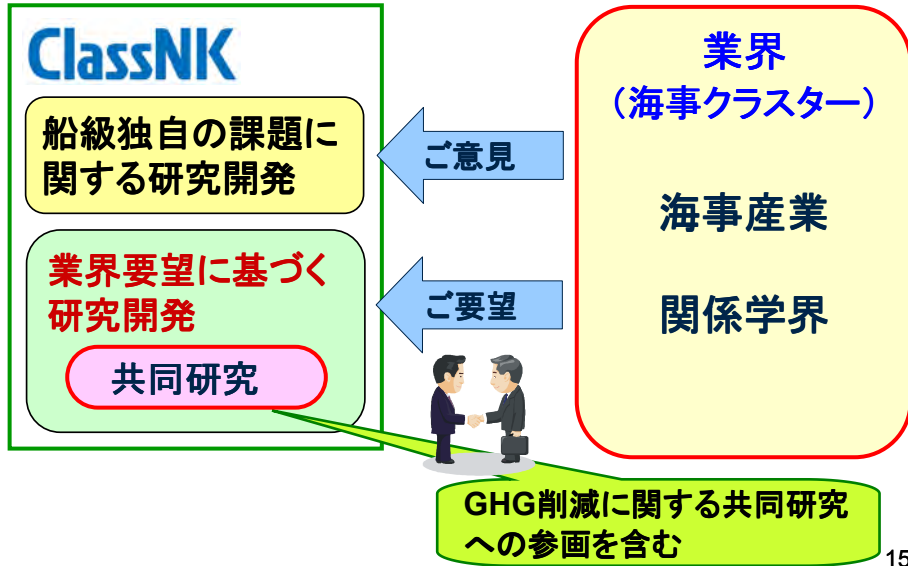 ClassNK
船級独自の課題に
関する研究開発
業界要望に基づく
研究開発
共同研究
ご意見
ご要望
業界
（海事クラスター）
海事産業
関係学界
GHG削減に関する共同研究
への参画を含む
15